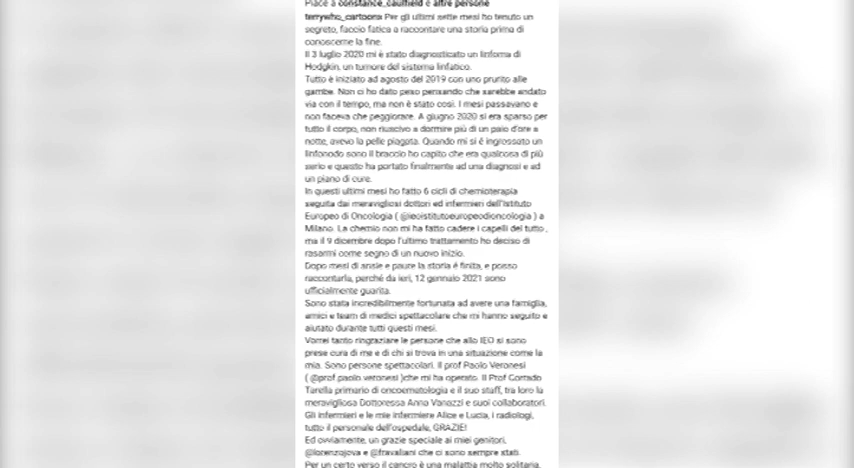 Piace a constance_caulfield e altre persone
terrywho_cartoons Per gli ultimi sette mesi ho tenuto un
segreto, faccio fatica a raccontare una storia prima di
conoscerne la fine.
Il 3 luglio 2020 mi è stato diagnosticato un linfoma di
Hodgkin, un tumore del sistema linfatico.
Tutto è iniziato ad agosto del 2019 con uno prurito alle
gambe. Non ci ho dato peso pensando che sarebbe andato
via con il tempo, ma non è stato così. I mesi passavano e
non faceva che peggiorare. A giugno 2020 si era sparso per
tutto il corpo, non riuscivo a dormire più di un paio d'ore a
notte, avevo la pelle piagata. Quando mi si è ingrossato un
linfonodo sono il braccio ho capito che era qualcosa di più
serio e questo ha portato finalmente ad una diagnosi e ad
un piano di cure.
In questi ultimi mesi ho fatto 6 cicli di chemioterapia
seguita dai meravigliosi dottori ed infermieri dell'Istituto
Europeo di Oncologia ( @ieoistitutoeuropeodioncologia ) a
Milano. La chemio non mi ha fatto cadere i capelli del tutto ,
ma il 9 dicembre dopo l'ultimo trattamento ho deciso di
rasarmi come segno di un nuovo inizio.
Dopo mesi di ansie e paure la storia è finita, e posso
raccontarla, perché da ieri, 12 gennaio 2021 sono
ufficialmente guarita.
Sono stata incredibilmente fortunata ad avere una famiglia,
amici e team di medici spettacolare che mi hanno seguito e
aiutato durante tutti questi mesi.
Vorrei tanto ringraziare le persone che allo IEO si sono
prese cura di me e di chi si trova in una situazione come la
mia. Sono persone spettacolari. Il prof Paolo Veronesi
( @prof.paolo.veronesi )che mi ha operato. Il Prof Corrado
Tarella primario di oncoematologia e il suo staff, tra loro la
meravigliosa Dottoressa Anna Vanazzi e suoi collaboratori.
Gli infermieri e le mie infermiere Alice e Lucia, i radiologi,
tutto il personale dell'ospedale, GRAZIE!
Ed ovviamente, un grazie speciale ai miei genitori,
@lorenzojova e @fravaliani che ci sono sempre stati.
Per un certo verso il cancro è una malattia molto solitaria,